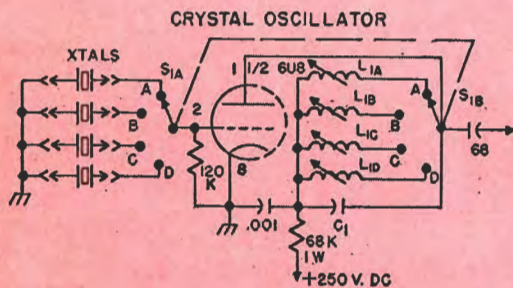 CRYSTAL OSCILLATOR
XTALS
S1A
A
B
C
D
1
1/2 6U8
2
8
120
K
L1A
L1B
L1C
L1D
A
B
C
D
S1B
68
.001
C1
68K
1W
+250 V. DC